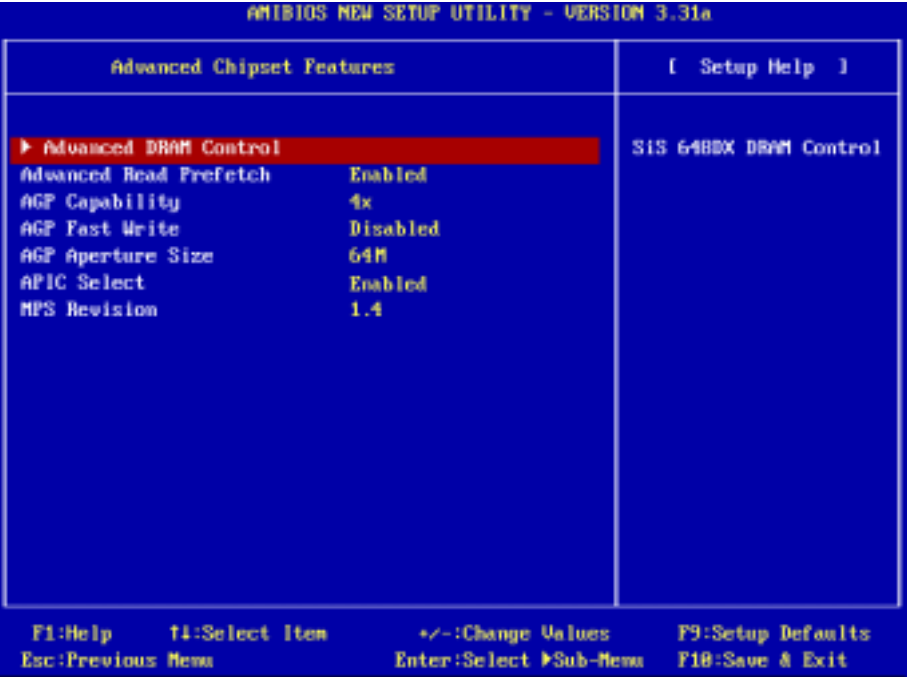 AMIBIOS NEW SETUP UTILITY - VERSION 3.31a
Advanced Chipset Features
[ Setup Help ]
▶ Advanced DRAM Control
SiS 648DX DRAM Control
Advanced Read Prefetch Enabled
AGP Capability 4x
AGP Fast Write Disabled
AGP Aperture Size 64M
APIC Select Enabled
MPS Revision 1.4
F1:Help ↑↓:Select Item +/-:Change Values F9:Setup Defaults
Esc:Previous Menu Enter:Select ▶Sub-Menu F10:Save & Exit